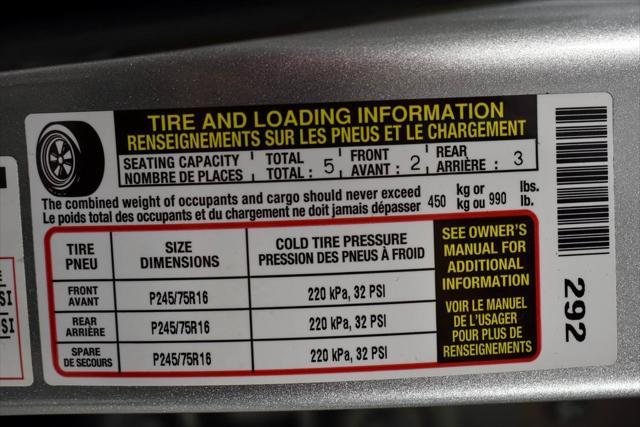 TIRE AND LOADING INFORMATION
RENSEIGNEMENTS SUR LES PNEUS ET LE CHARGEMENT
SEATING CAPACITY TOTAL FRONT REAR
NOMBRE DE PLACES TOTAL : 5 AVANT : 2 ARRIÈRE : 3
The combined weight of occupants and cargo should never exceed 450 kg or 990 lbs.
Le poids total des occupants et du chargement ne doit jamais dépasser kg ou lb.
TIRE
PNEU
SIZE
DIMENSIONS
COLD TIRE PRESSURE
PRESSION DES PNEUS À FROID
FRONT
AVANT
P245/75R16
220 kPa, 32 PSI
REAR
ARRIÈRE
P245/75R16
220 kPa, 32 PSI
SPARE
DE SECOURS
P245/75R16
220 kPa, 32 PSI
SEE OWNER'S
MANUAL FOR
ADDITIONAL
INFORMATION
VOIR LE MANUEL
DE L'USAGER
POUR PLUS DE
RENSEIGNEMENTS
292
SI
SI